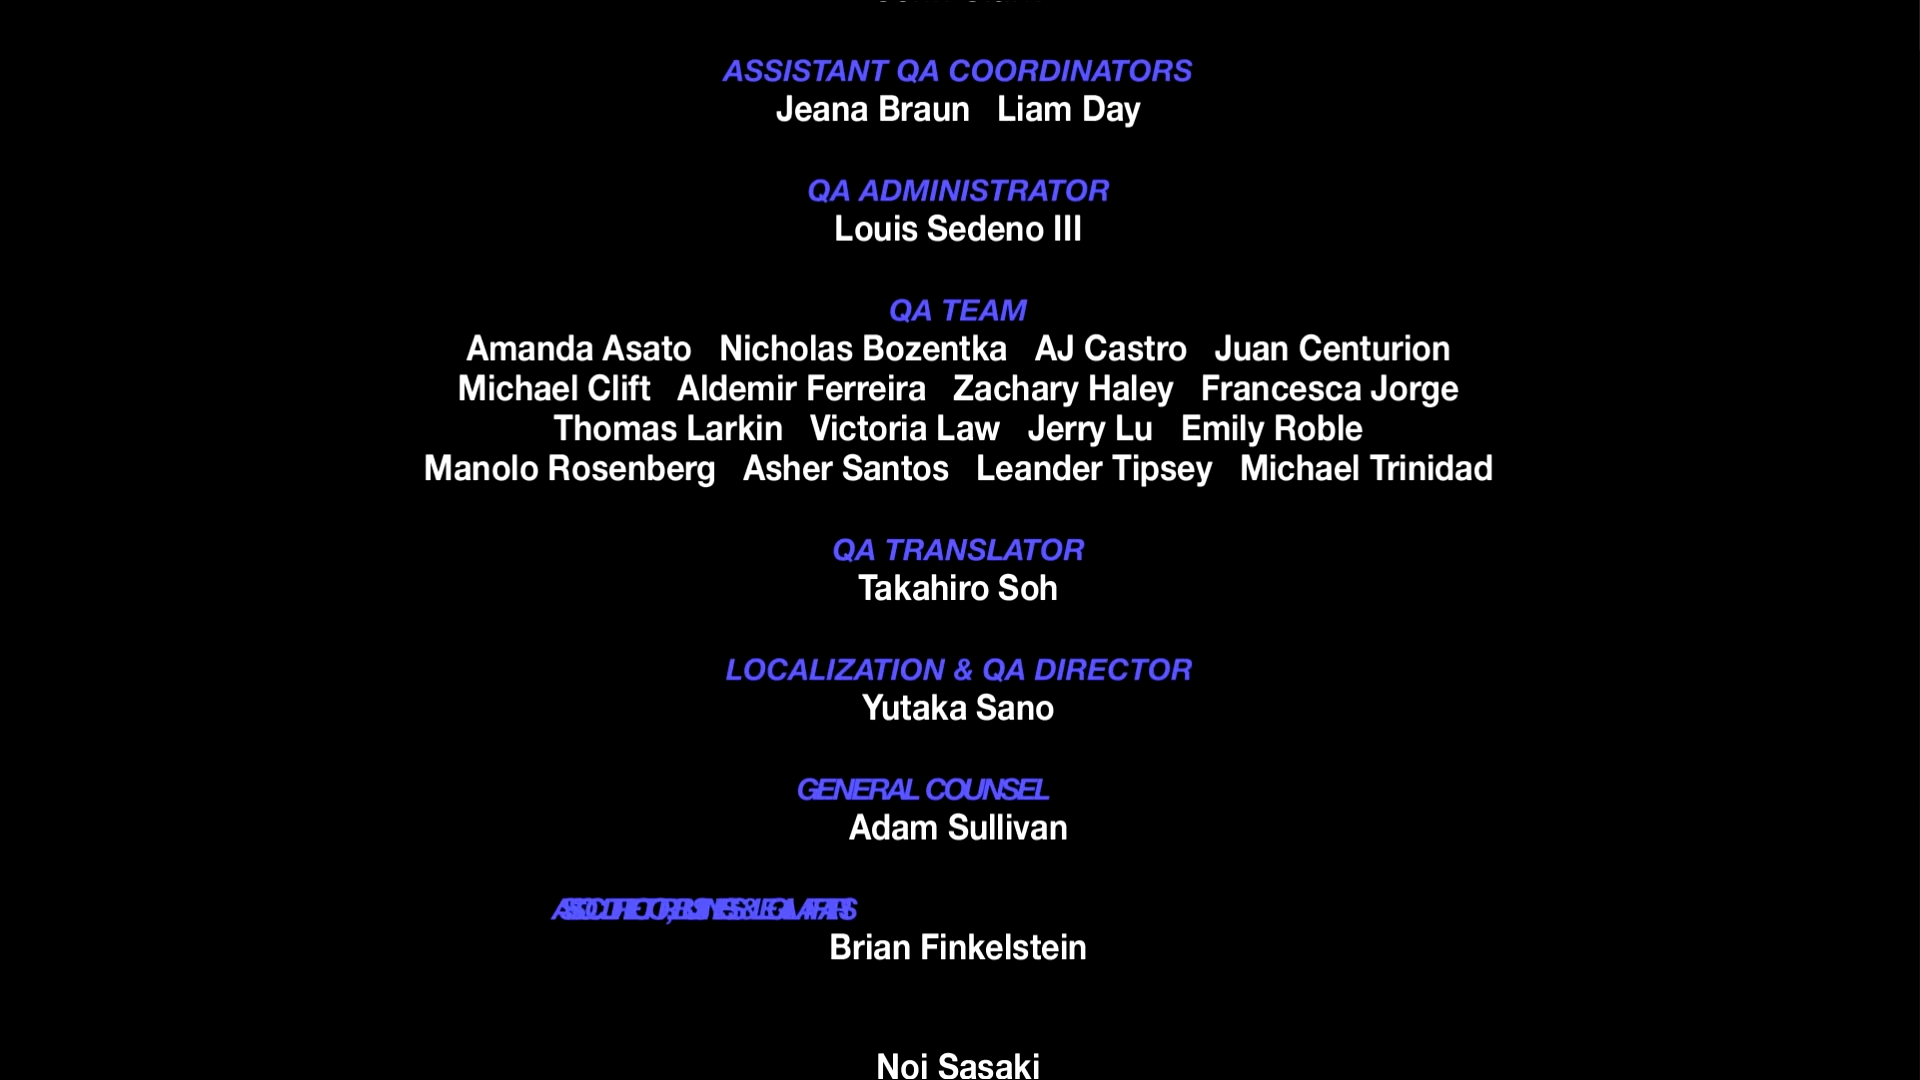 ASSISTANT QA COORDINATORS
Jeana Braun Liam Day
QA ADMINISTRATOR
Louis Sedeno III
QA TEAM
Amanda Asato Nicholas Bozentka AJ Castro Juan Centurion
Michael Clift Aldemir Ferreira Zachary Haley Francesca Jorge
Thomas Larkin Victoria Law Jerry Lu Emily Roble
Manolo Rosenberg Asher Santos Leander Tipsey Michael Trinidad
QA TRANSLATOR
Takahiro Soh
LOCALIZATION & QA DIRECTOR
Yutaka Sano
GENERAL COUNSEL
Adam Sullivan
Brian Finkelstein
Noi Sasaki